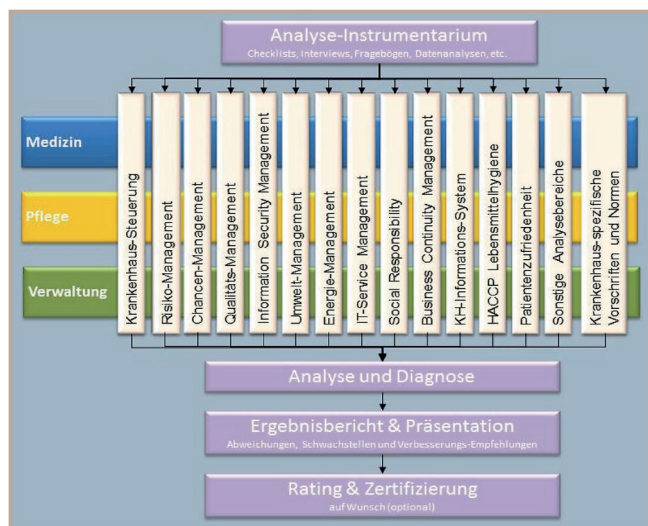 Analyse-Instrumentarium
Checklists, interviews, Fragebögen, Datenanalysen, etc.
Medizin
Pflege
Verwaltung
Krankenhaus-Steuerung
Risiko-Management
Chancen-Management
Qualitäts-Management
Information Security Management
Umwelt-Management
Energie-Management
IT-Service Management
Social Responsibility
Business Continuity Management
KH-Informations-System
HACCP Lebensmittelhygiene
Patientenzufriedenheit
Sonstige Analysebereiche
Krankenhaus-spezifische
Vorschriften und Normen
Analyse und Diagnose
Ergebnisbericht & Präsentation
Abweichungen, Schwachstellen und Verbesserungs-Empfehlungen
Rating & Zertifizierung
auf Wunsch (optional)